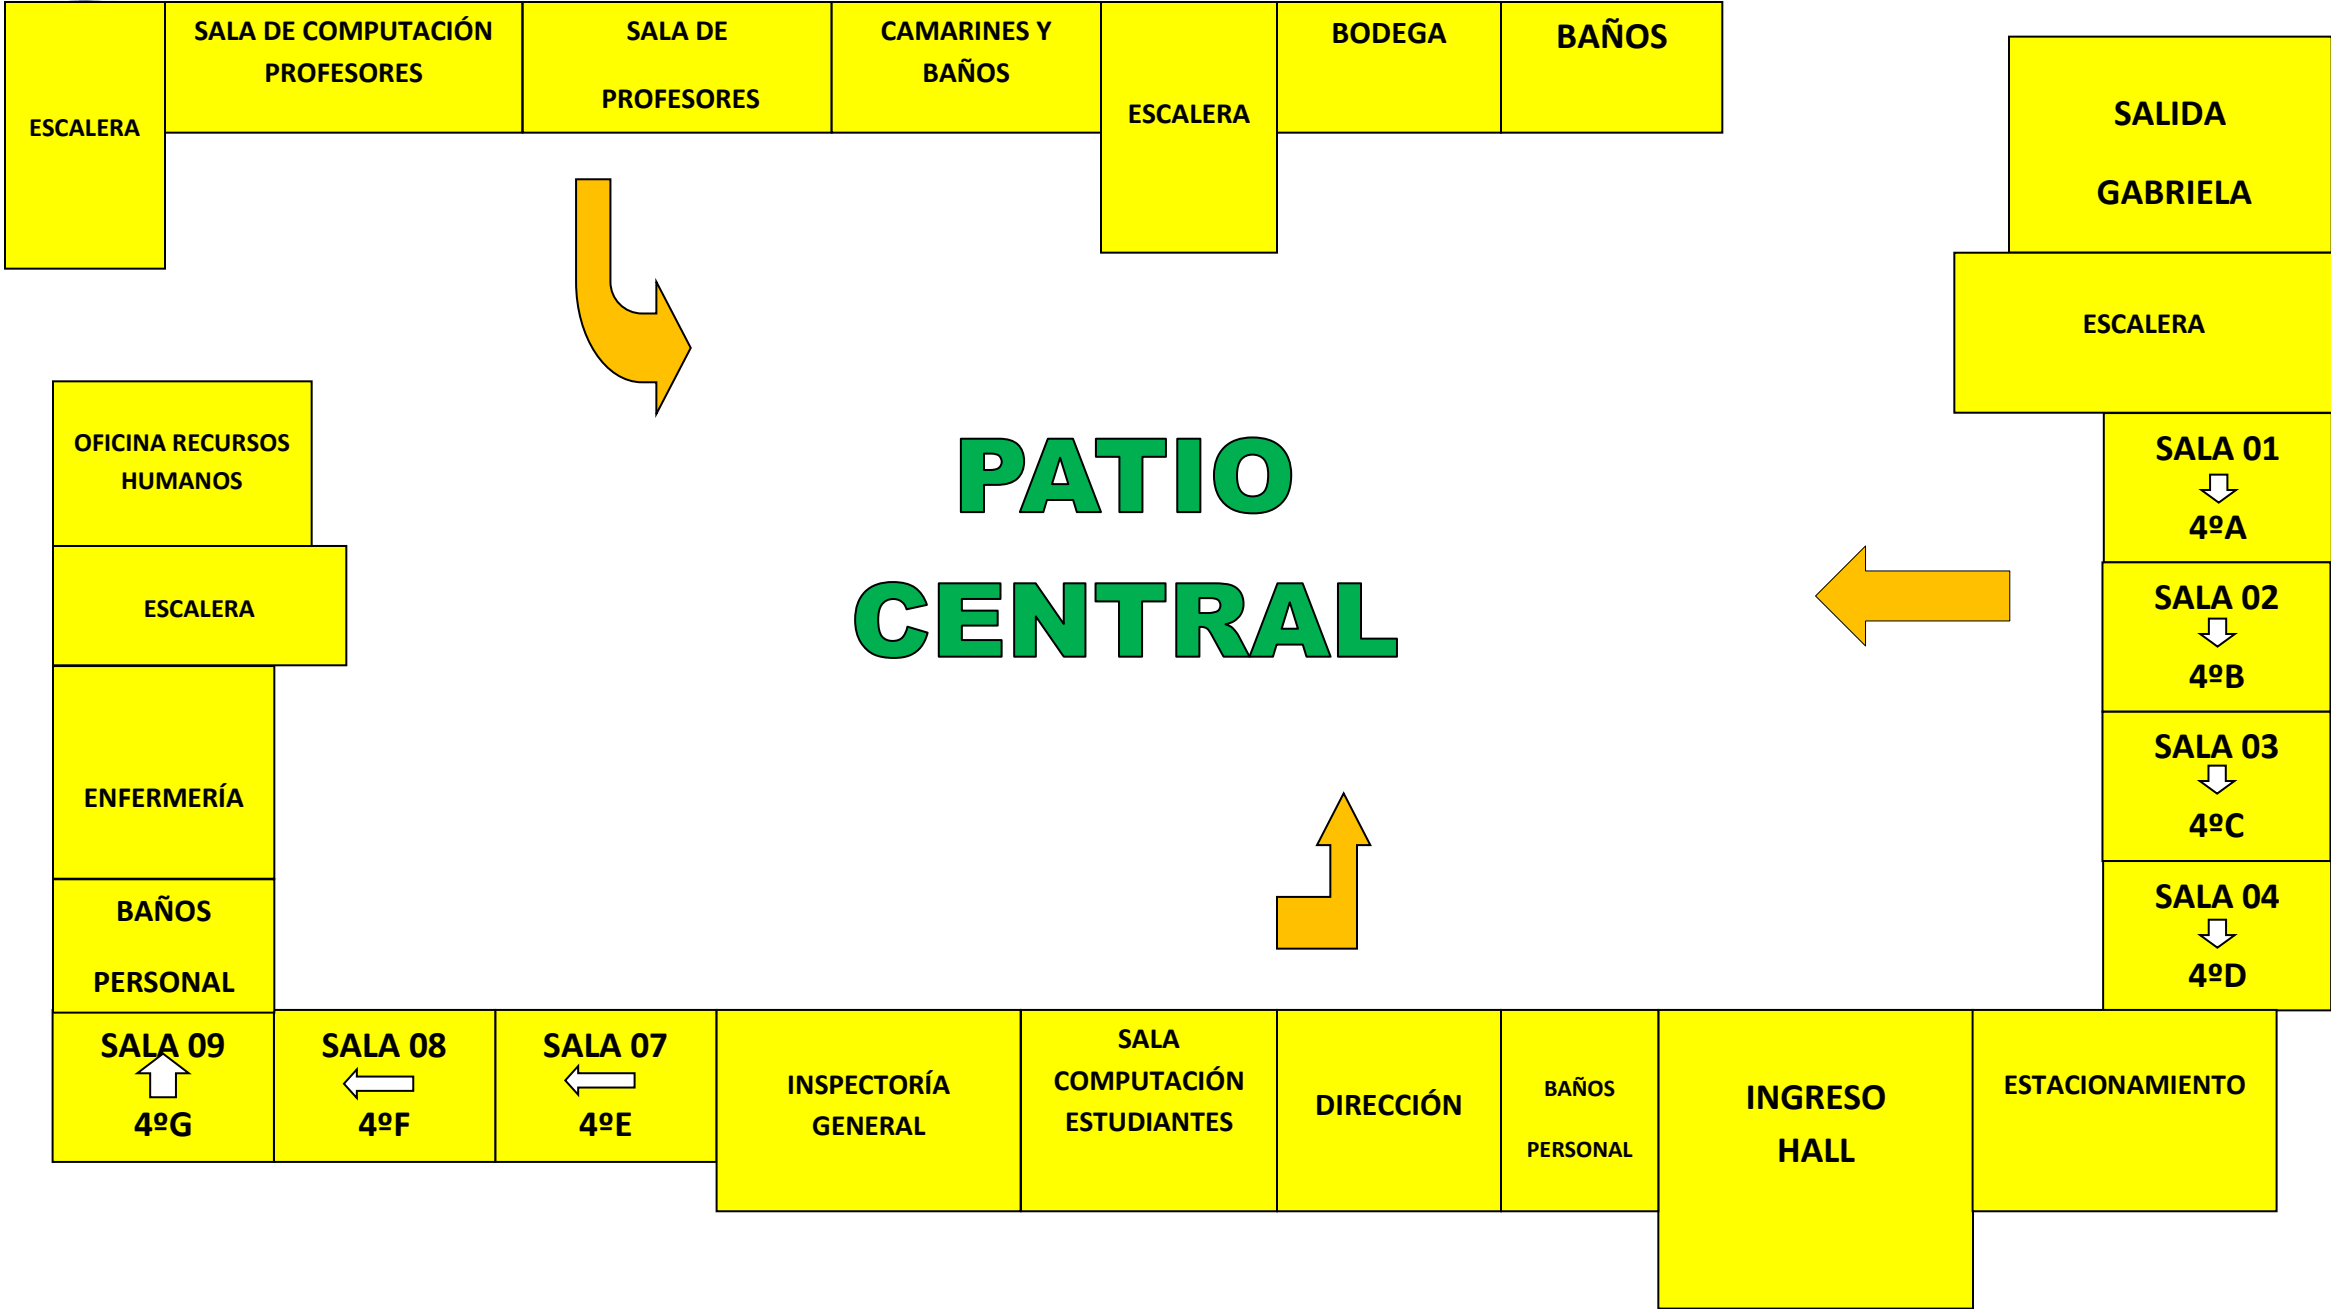 ESCALERA
SALA DE COMPUTACIÓN
PROFESORES
SALA DE
PROFESORES
CAMARINES Y
BAÑOS
ESCALERA
BODEGA
BAÑOS
SALIDA
GABRIELA
ESCALERA
OFICINA RECURSOS
HUMANOS
ESCALERA
ENFERMERÍA
BAÑOS
PERSONAL
PATIO
CENTRAL
SALA 01
4ºA
SALA 02
4ºB
SALA 03
4ºC
SALA 04
4ºD
SALA 09
4ºG
SALA 08
4ºF
SALA 07
4ºE
INSPECTORÍA
GENERAL
SALA
COMPUTACIÓN
ESTUDIANTES
DIRECCIÓN
BAÑOS
PERSONAL
INGRESO
HALL
ESTACIONAMIENTO